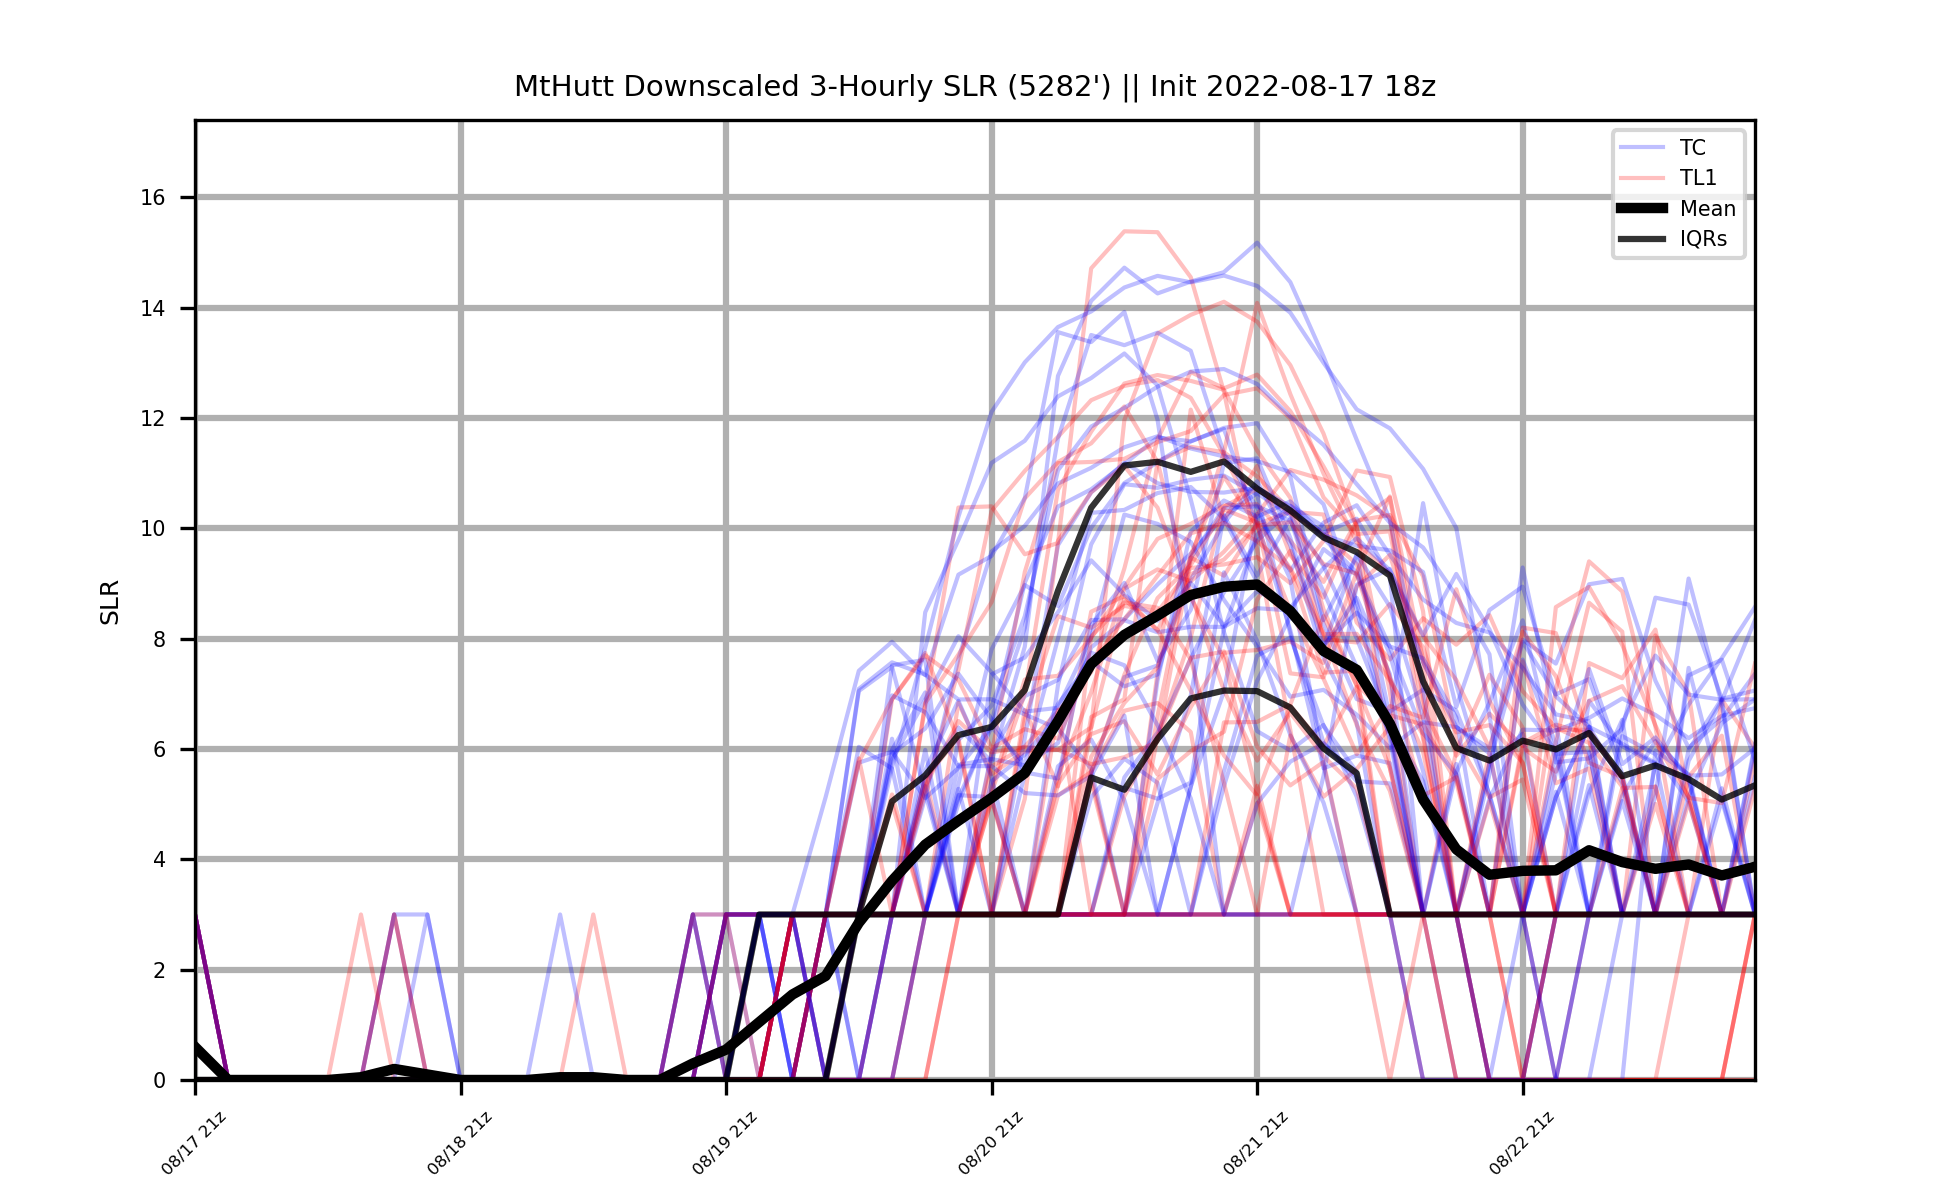 MtHutt Downscaled 3-Hourly SLR (5282') || Init 2022-08-17 18z
TC
TL1
Mean
IQRs
SLR
16
14
12
10
8
6
4
2
0
08/17 21z
08/18 21z
08/19 21z
08/20 21z
08/21 21z
08/22 21z